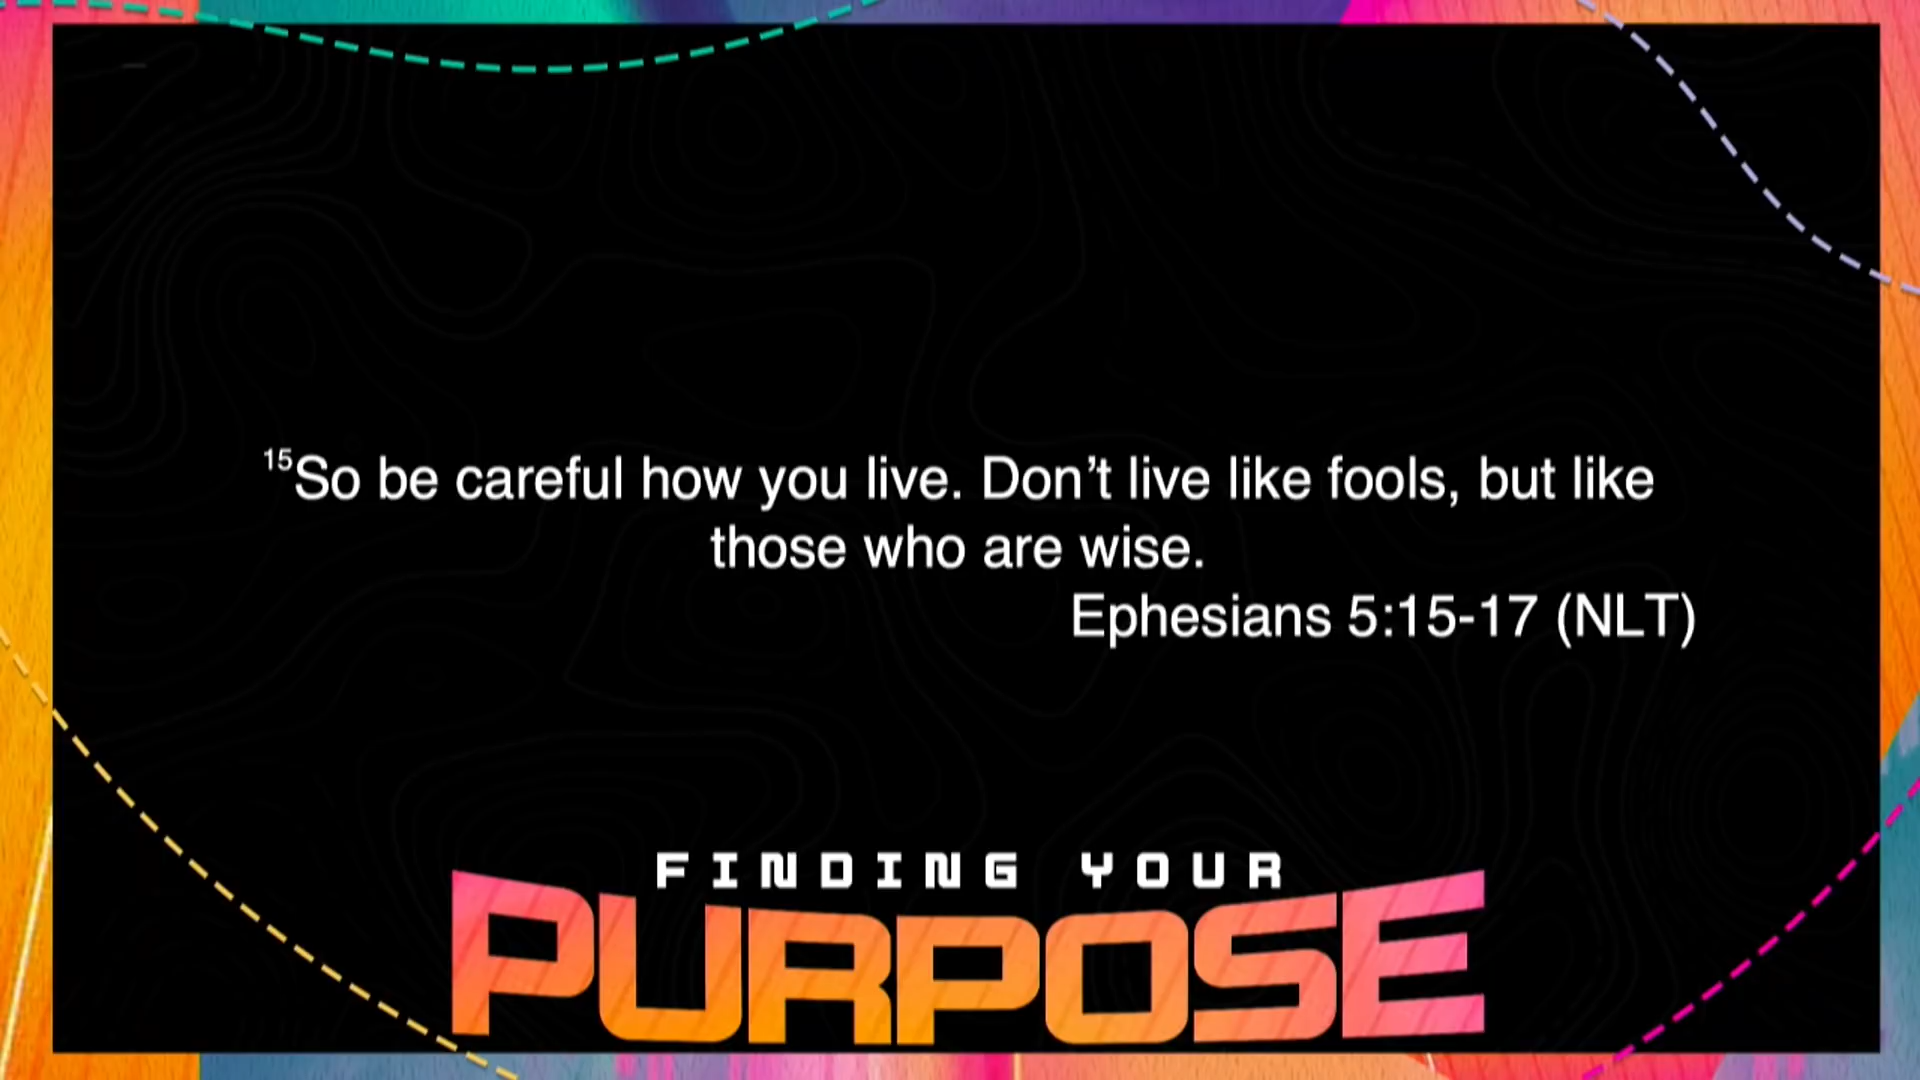 15So be careful how you live. Don’t live like fools, but like
those who are wise.
Ephesians 5:15-17 (NLT)
FINDING YOUR
PURPOSE